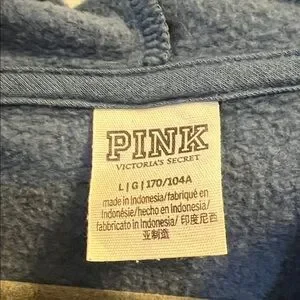 PINK
VICTORIA'S SECRET
L | G | 170/104A
made in Indonesia/fabriqué en
Indonésie/hecho en Indonesia/
fabbricato in Indonesia/ 印度尼西
亚制造